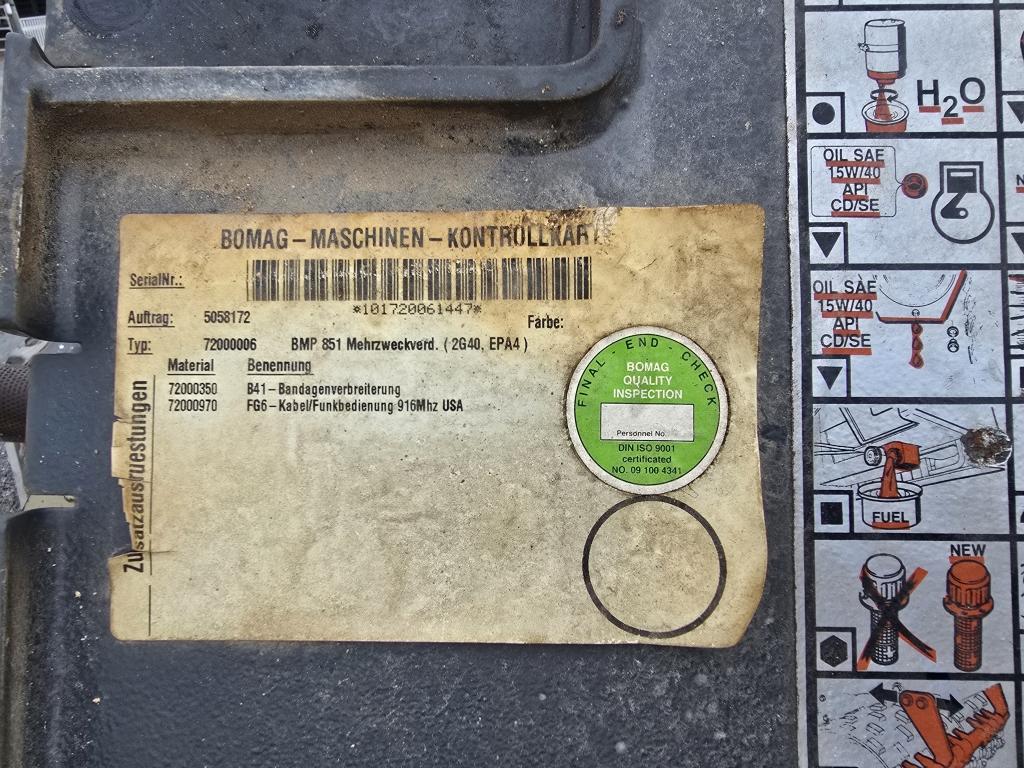 BOMAG-MASCHINEN-KONTROLLKART
SerialNr.:
*101720061447*
Auftrag: 5058172 Farbe:
Typ: 72000006 BMP 851 Mehrzweckverd. (2G40, EPA4)
Material Benennung
72000350 B41-Bandagenverbreiterung
72000970 FG6-Kabel/Funkbedienung 916Mhz USA
Zusatzausruestungen
FINAL - END - CHECK
BOMAG
QUALITY
INSPECTION
Personnel No.
DIN ISO 9001
certificated
NO. 09 100 4341
H2O
OIL SAE
15W/40
API
CD/SE
OIL SAE
15W/40
API
CD/SE
FUEL
NEW